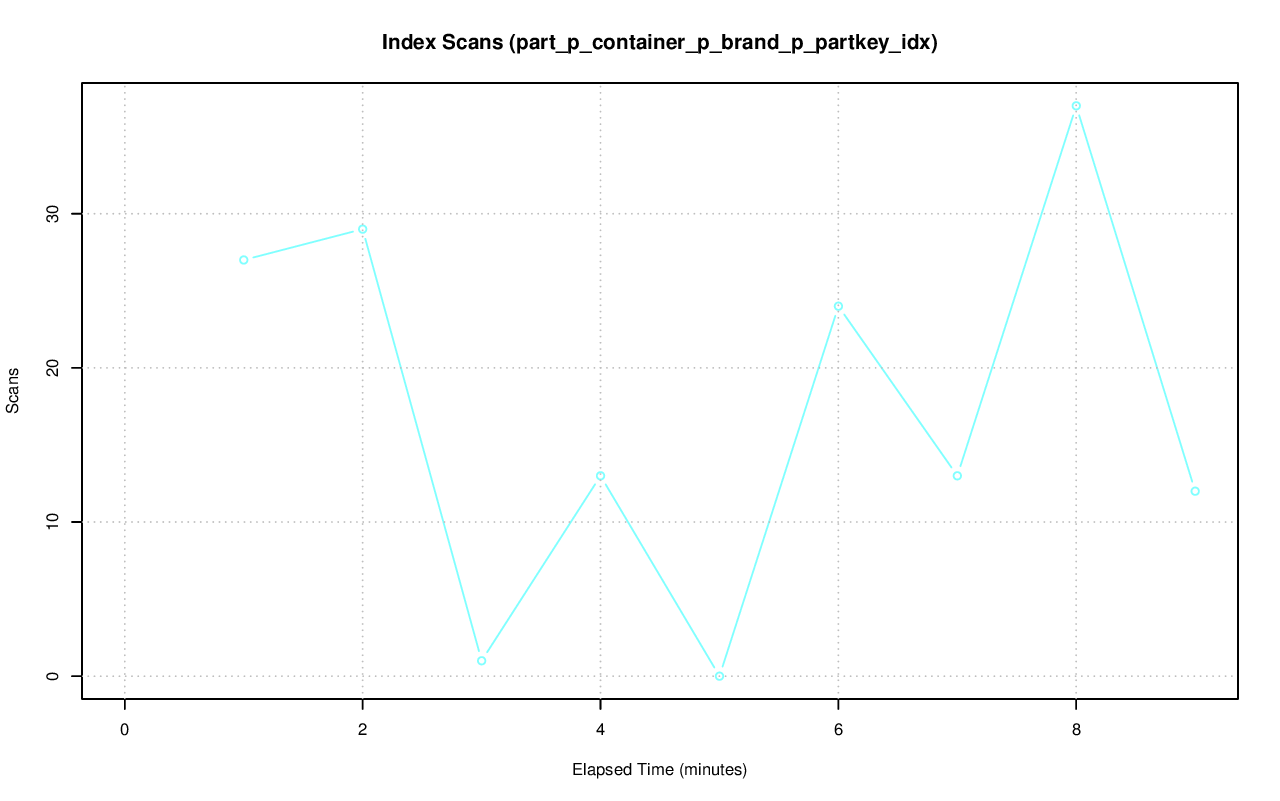 Index Scans (part_p_container_p_brand_p_partkey_idx)
Scans
30
20
10
0
0 2 4 6 8
Elapsed Time (minutes)